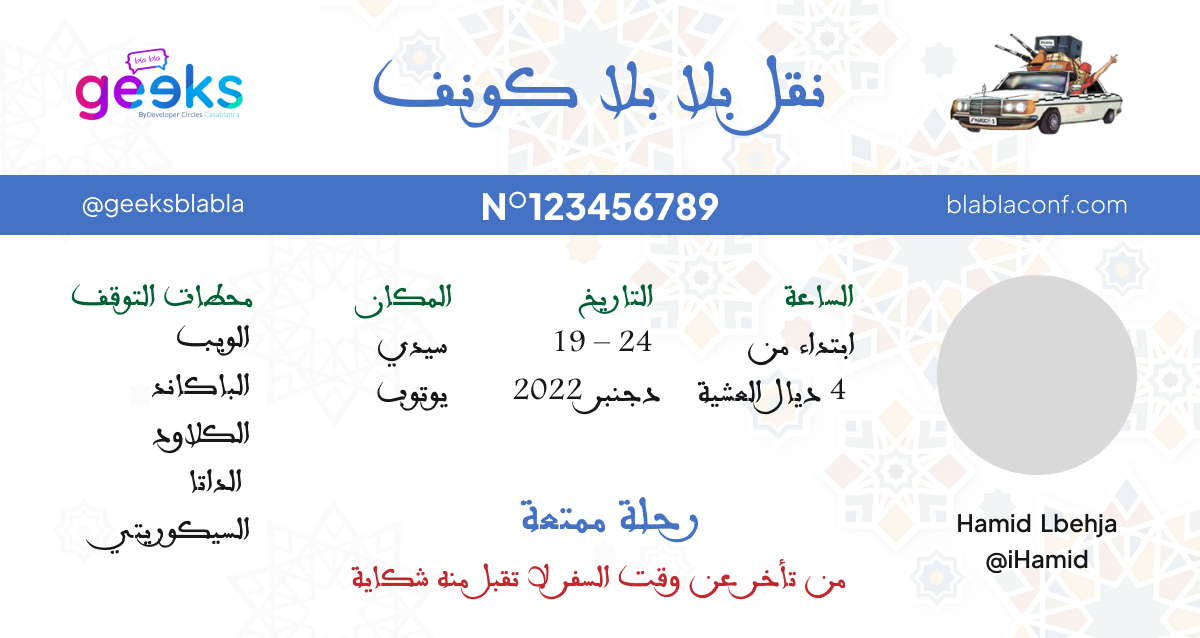 bla bla
geeks
ByDeveloper Circles Casablanca
نقل بلا بلا كونف
@geeksblabla
N°123456789
blablaconf.com
الساعة
ابتداء من
4 ديال العشية
التاريخ
19 – 24
دجنبر 2022
المكان
سيدي
يوتوب
محطات التوقف
الويب
الباكاند
الكلاود
الداتا
السيكوريتي
Hamid Lbehja
@iHamid
رحلة ممتعة
من تأخر عن وقت السفر لا تقبل منه شكاية